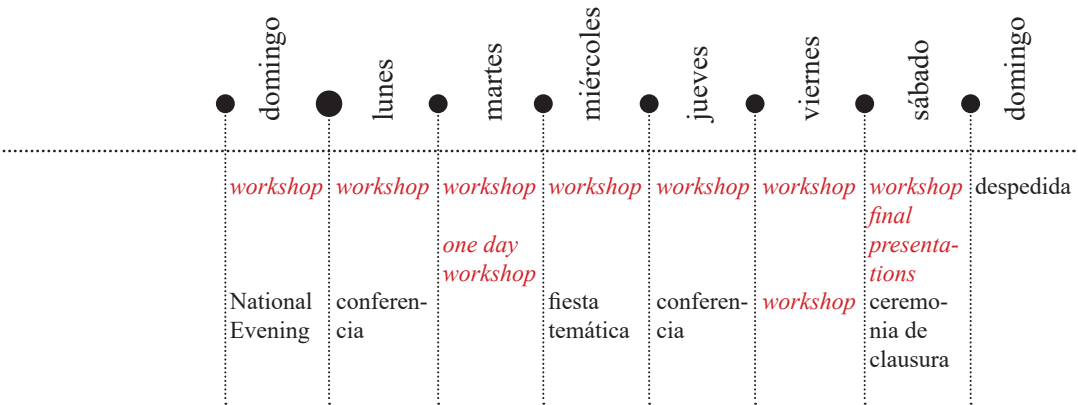 domingo
lunes
martes
miércoles
jueves
viernes
sábado
domingo
workshop
National
Evening
workshop
conferen-
cia
workshop
one day
workshop
workshop
fiesta
temática
workshop
conferen-
cia
workshop
workshop
workshop
final
presenta-
tions
ceremo-
nia de
clausura
despedida